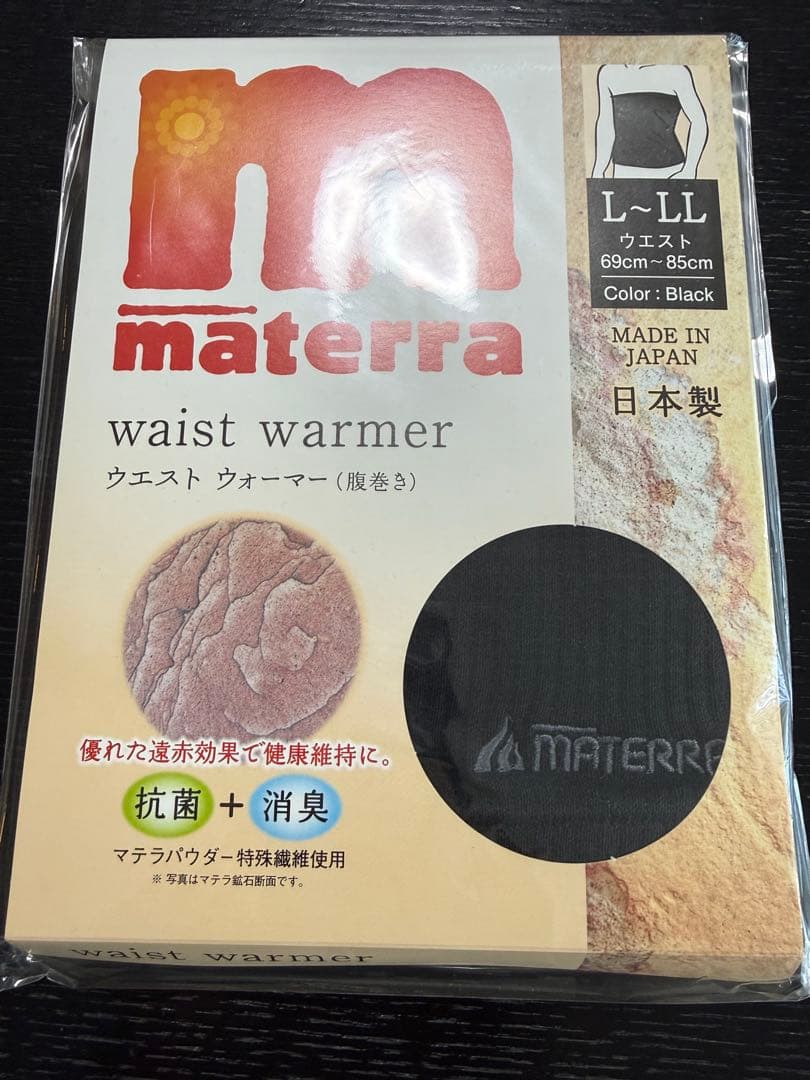 m
materra
waist warmer
ウエスト ウォーマー（腹巻き）
L～LL
ウエスト
69cm～85cm
Color：Black
MADE IN
JAPAN
日本製
MATERRA
優れた遠赤効果で健康維持に。
抗菌 + 消臭
マテラパウダー特殊繊維使用
※ 写真はマテラ鉱石断面です。
waist warmer